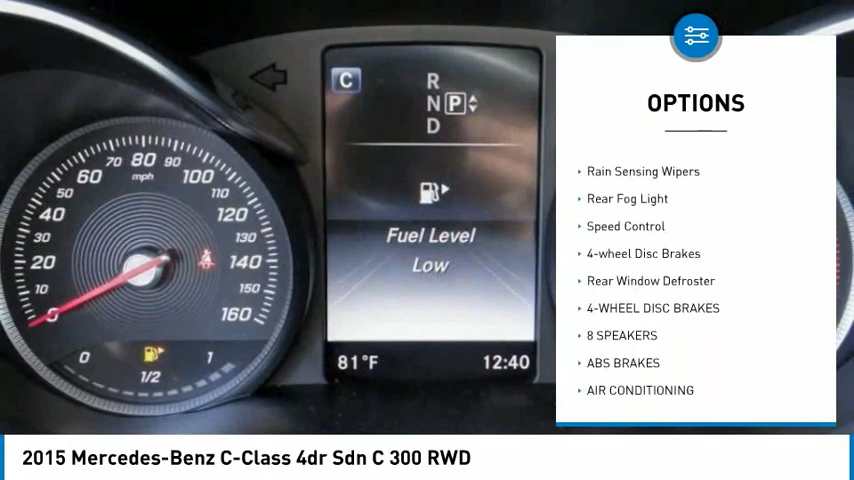 70
80
90
60
mph
100
50
110
40
120
30
130
20
140
10
150
0
160
0
1
1/2
C
R
N
P
D
Fuel Level
Low
81°F
12:40
OPTIONS
Rain Sensing Wipers
Rear Fog Light
Speed Control
4-wheel Disc Brakes
Rear Window Defroster
4-WHEEL DISC BRAKES
8 SPEAKERS
ABS BRAKES
AIR CONDITIONING
2015 Mercedes-Benz C-Class 4dr Sdn C 300 RWD